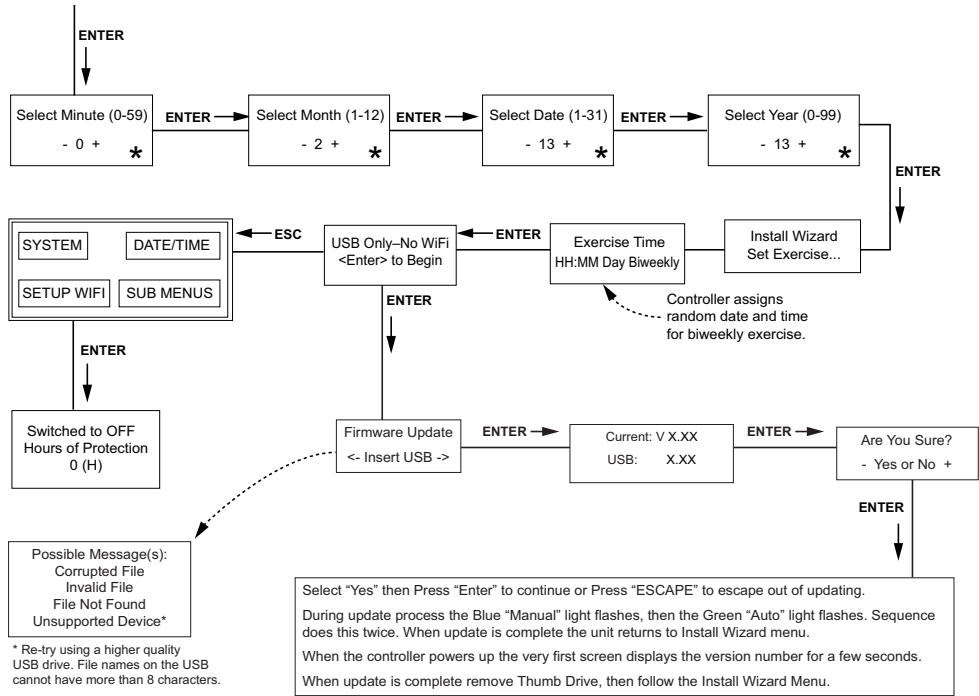 ENTER
Select Minute (0-59)
- 0 +
*
ENTER
Select Month (1-12)
- 2 +
*
ENTER
Select Date (1-31)
- 13 +
*
ENTER
Select Year (0-99)
- 13 +
*
ENTER
Install Wizard
Set Exercise...
Exercise Time
HH:MM Day Biweekly
Controller assigns
random date and time
for biweekly exercise.
ENTER
USB Only–No WiFi
<Enter> to Begin
ESC
SYSTEM
DATE/TIME
SETUP WIFI
SUB MENUS
ENTER
Switched to OFF
Hours of Protection
0 (H)
ENTER
Firmware Update
<- Insert USB ->
ENTER
Current: V X.XX
USB: X.XX
ENTER
Are You Sure?
- Yes or No +
ENTER
Possible Message(s):
Corrupted File
Invalid File
File Not Found
Unsupported Device*
* Re-try using a higher quality
USB drive. File names on the USB
cannot have more than 8 characters.
Select “Yes” then Press “Enter” to continue or Press “ESCAPE” to escape out of updating.
During update process the Blue “Manual” light flashes, then the Green “Auto” light flashes. Sequence
does this twice. When update is complete the unit returns to Install Wizard menu.
When the controller powers up the very first screen displays the version number for a few seconds.
When update is complete remove Thumb Drive, then follow the Install Wizard Menu.